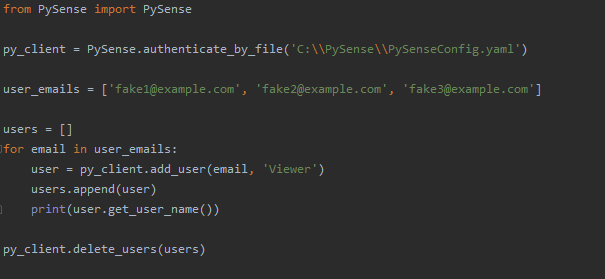 from PySense import PySense
py_client = PySense.authenticate_by_file('C:\\PySense\\PySenseConfig.yaml')
user_emails = ['fake1@example.com', 'fake2@example.com', 'fake3@example.com']
users = []
for email in user_emails:
    user = py_client.add_user(email, 'Viewer')
    users.append(user)
    print(user.get_user_name())
py_client.delete_users(users)